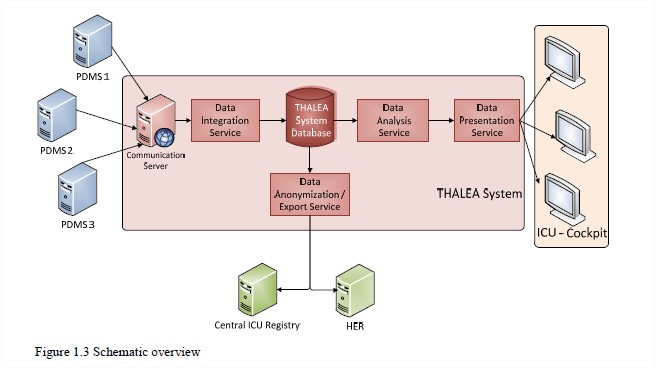 PDMS 1
PDMS 2
PDMS 3
Communication
Server
Data
Integration
Service
THALEA
System
Database
Data
Analysis
Service
Data
Presentation
Service
Data
Anonymization /
Export Service
THALEA System
ICU - Cockpit
Central ICU Registry
HER
Figure 1.3 Schematic overview